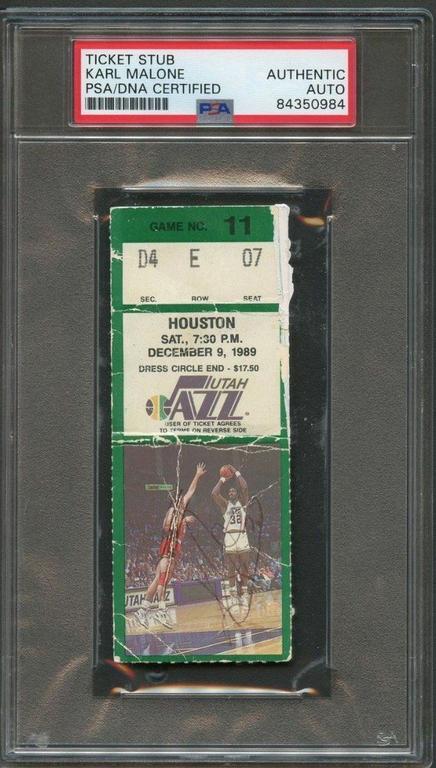 TICKET STUB
KARL MALONE
PSA/DNA CERTIFIED
AUTHENTIC
AUTO
84350984
PSA
GAME NO. 11
D4 E 07
SEC. ROW SEAT
HOUSTON
SAT., 7:30 P.M.
DECEMBER 9, 1989
DRESS CIRCLE END - $17.50
UTAH
JAZZ
USER OF TICKET AGREES
TO TERMS ON REVERSE SIDE
32
UTAH JAZZ